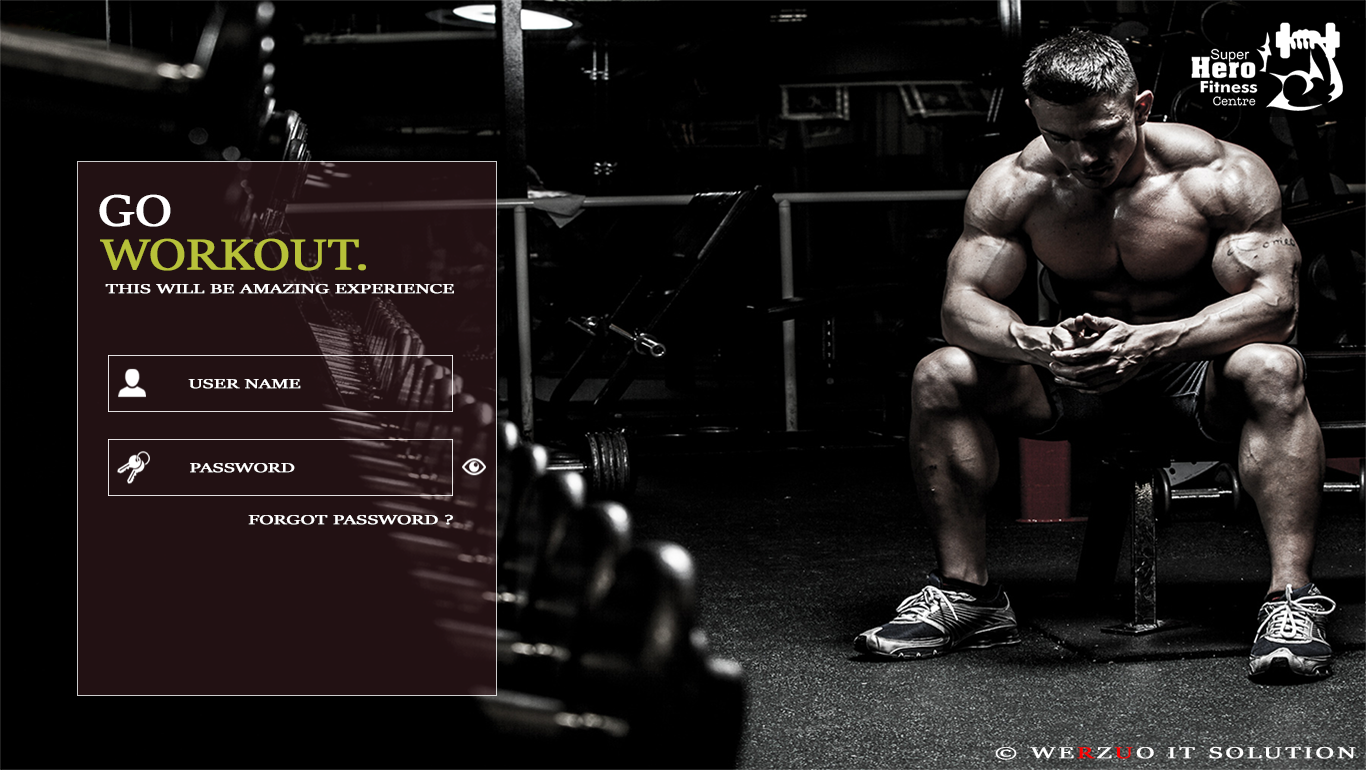 Super
Hero
Fitness
Centre
GO
WORKOUT.
THIS WILL BE AMAZING EXPERIENCE
USER NAME
PASSWORD
FORGOT PASSWORD ?
© WERZUO IT SOLUTION